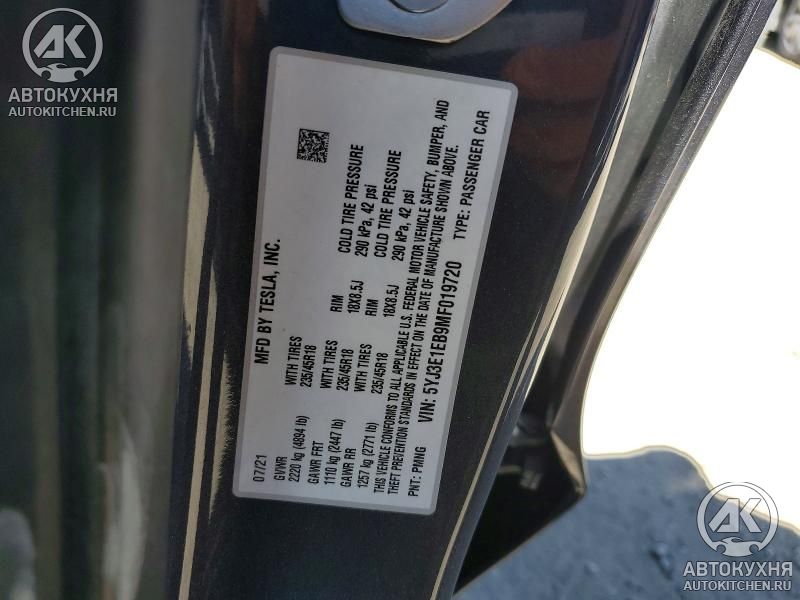 AK
АВТОКУХНЯ
AUTOKITCHEN.RU
MFD BY TESLA, INC.
07/21
GVWR
2220 kg (4894 lb)
WITH TIRES
235/45R18
RIM
18X8.5J
COLD TIRE PRESSURE
290 kPa, 42 psi
GAWR FRT
1110 kg (2447 lb)
WITH TIRES
235/45R18
RIM
18X8.5J
COLD TIRE PRESSURE
290 kPa, 42 psi
GAWR RR
1257 kg (2771 lb)
WITH TIRES
235/45R18
THIS VEHICLE CONFORMS TO ALL APPLICABLE U.S. FEDERAL MOTOR VEHICLE SAFETY, BUMPER, AND
THEFT PREVENTION STANDARDS IN EFFECT ON THE DATE OF MANUFACTURE SHOWN ABOVE.
VIN: 5YJ3E1EB9MF019720
TYPE: PASSENGER CAR
PNT: PMNG
AK
АВТОКУХНЯ
AUTOKITCHEN.RU